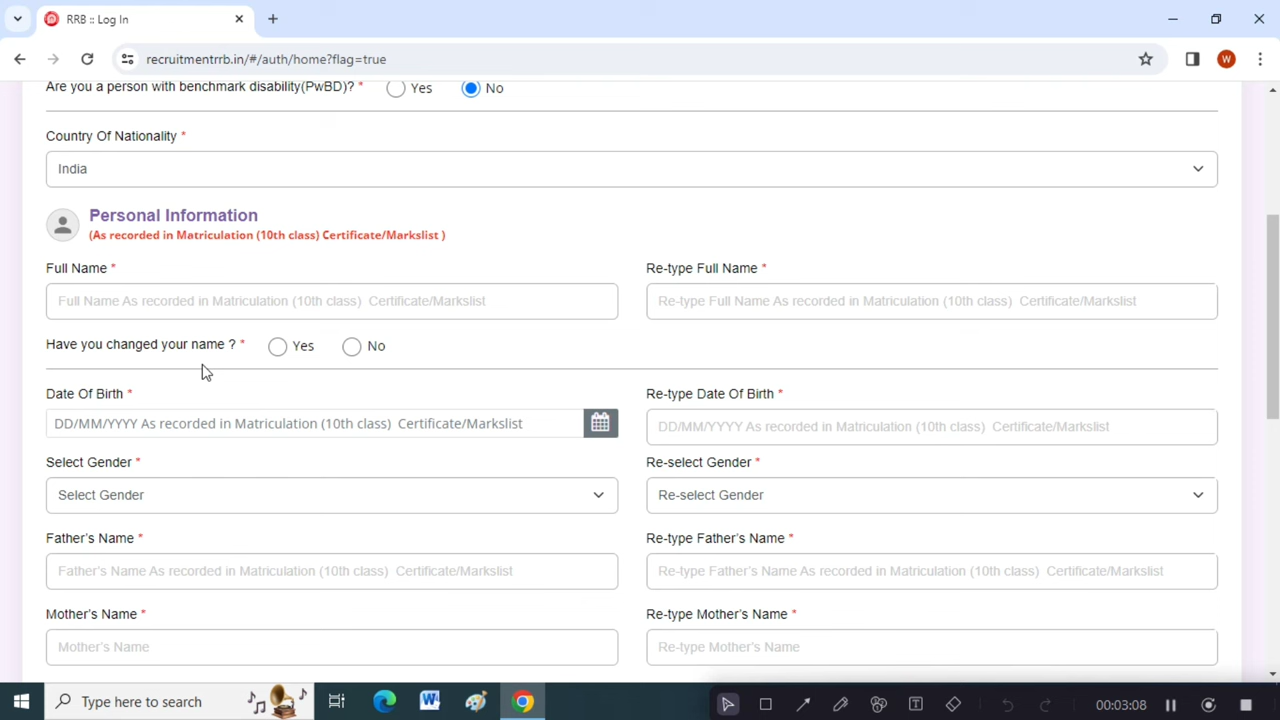 RRB :: Log In
recruitmentrrb.in/#/auth/home?flag=true
W
Are you a person with benchmark disability(PwBD)? * Yes No
Country Of Nationality *
India
Personal Information
(As recorded in Matriculation (10th class) Certificate/Markslist )
Full Name * Re-type Full Name *
Full Name As recorded in Matriculation (10th class) Certificate/Markslist Re-type Full Name As recorded in Matriculation (10th class) Certificate/Markslist
Have you changed your name ? * Yes No
Date Of Birth * Re-type Date Of Birth *
DD/MM/YYYY As recorded in Matriculation (10th class) Certificate/Markslist DD/MM/YYYY As recorded in Matriculation (10th class) Certificate/Markslist
Select Gender * Re-select Gender *
Select Gender Re-select Gender
Father's Name * Re-type Father's Name *
Father's Name As recorded in Matriculation (10th class) Certificate/Markslist Re-type Father's Name As recorded in Matriculation (10th class) Certificate/Markslist
Mother's Name * Re-type Mother's Name *
Mother's Name Re-type Mother's Name
Type here to search W T 00:03:08